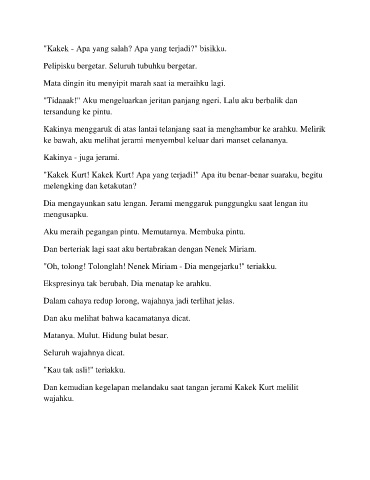 "Kakek - Apa yang salah? Apa yang terjadi?" bisikku.
Pelipisku bergetar. Seluruh tubuhku bergetar.
Mata dingin itu menyipit marah saat ia meraihku lagi.
"Tidaaak!" Aku mengeluarkan jeritan panjang ngeri. Lalu aku berbalik dan
tersandung ke pintu.
Kakinya menggaruk di atas lantai telanjang saat ia menghambur ke arahku. Melirik
ke bawah, aku melihat jerami menyembul keluar dari manset celananya.
Kakinya - juga jerami.
"Kakek Kurt! Kakek Kurt! Apa yang terjadi!" Apa itu benar-benar suaraku, begitu
melengking dan ketakutan?
Dia mengayunkan satu lengan. Jerami menggaruk punggungku saat lengan itu
mengusapku.
Aku meraih pegangan pintu. Memutarnya. Membuka pintu.
Dan berteriak lagi saat aku bertabrakan dengan Nenek Miriam.
"Oh, tolong! Tolonglah! Nenek Miriam - Dia mengejarku!" teriakku.
Ekspresinya tak berubah. Dia menatap ke arahku.
Dalam cahaya redup lorong, wajahnya jadi terlihat jelas.
Dan aku melihat bahwa kacamatanya dicat.
Matanya. Mulut. Hidung bulat besar.
Seluruh wajahnya dicat.
"Kau tak asli!" teriakku.
Dan kemudian kegelapan melandaku saat tangan jerami Kakek Kurt melilit
wajahku.